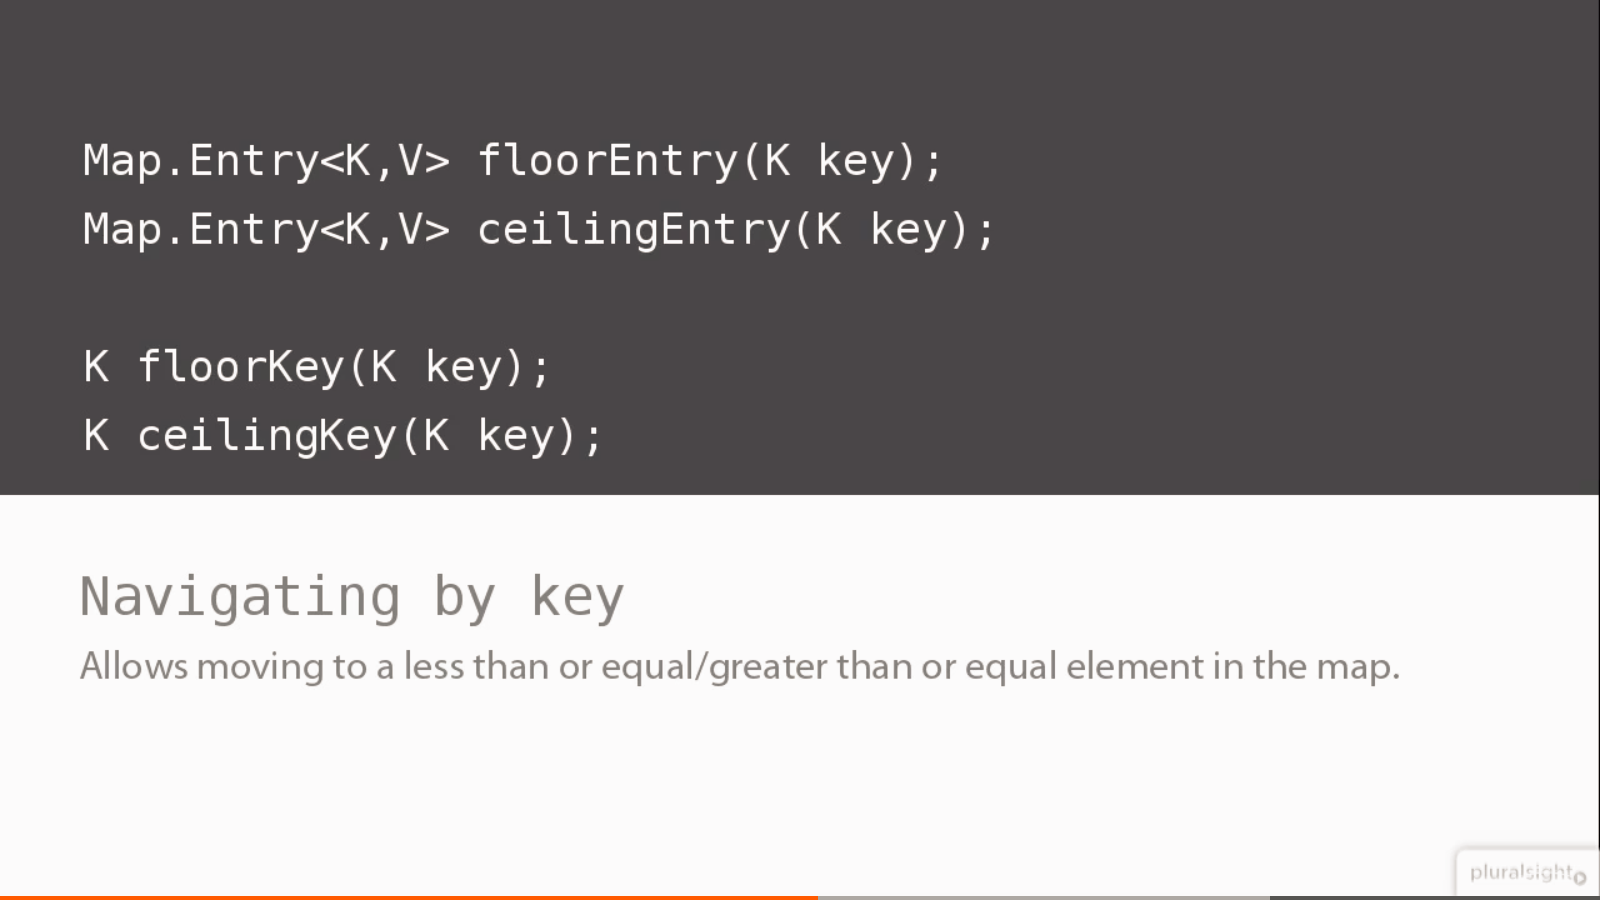 Map.Entry<K,V> floorEntry(K key);
Map.Entry<K,V> ceilingEntry(K key);
K floorKey(K key);
K ceilingKey(K key);
Navigating by key
Allows moving to a less than or equal/greater than or equal element in the map.
pluralsight